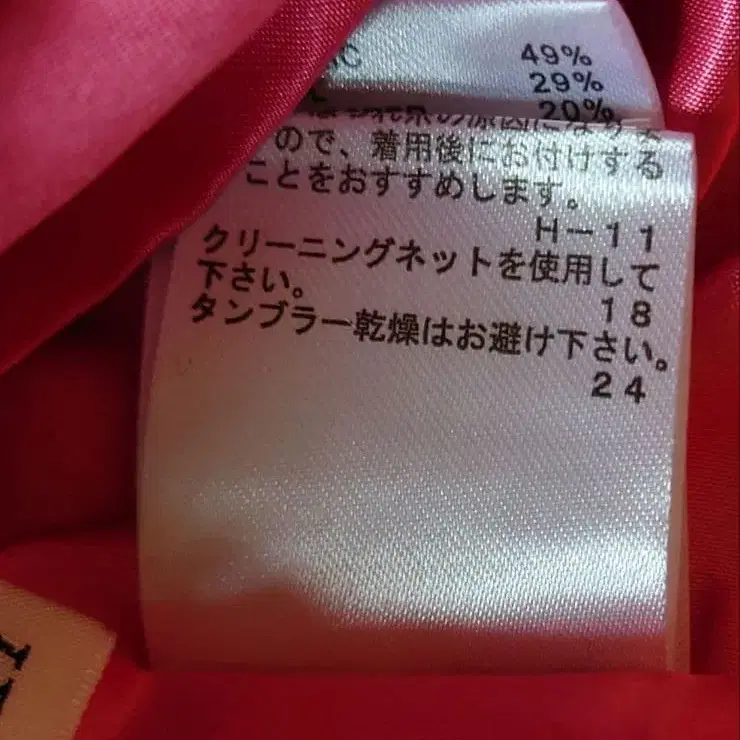 49%
29%
20%
ので、着用後にお付けする
ことをおすすめします。
H-11
クリーニングネットを使用して
下さい。
18
タンブラー乾燥はお避け下さい。
24